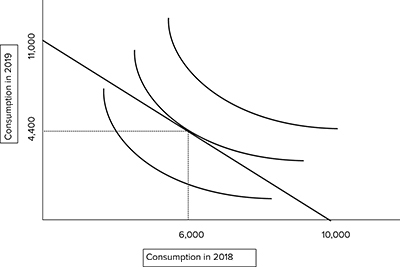 11,000
Consumption in 2019
4,400
6,000
10,000
Consumption in 2018